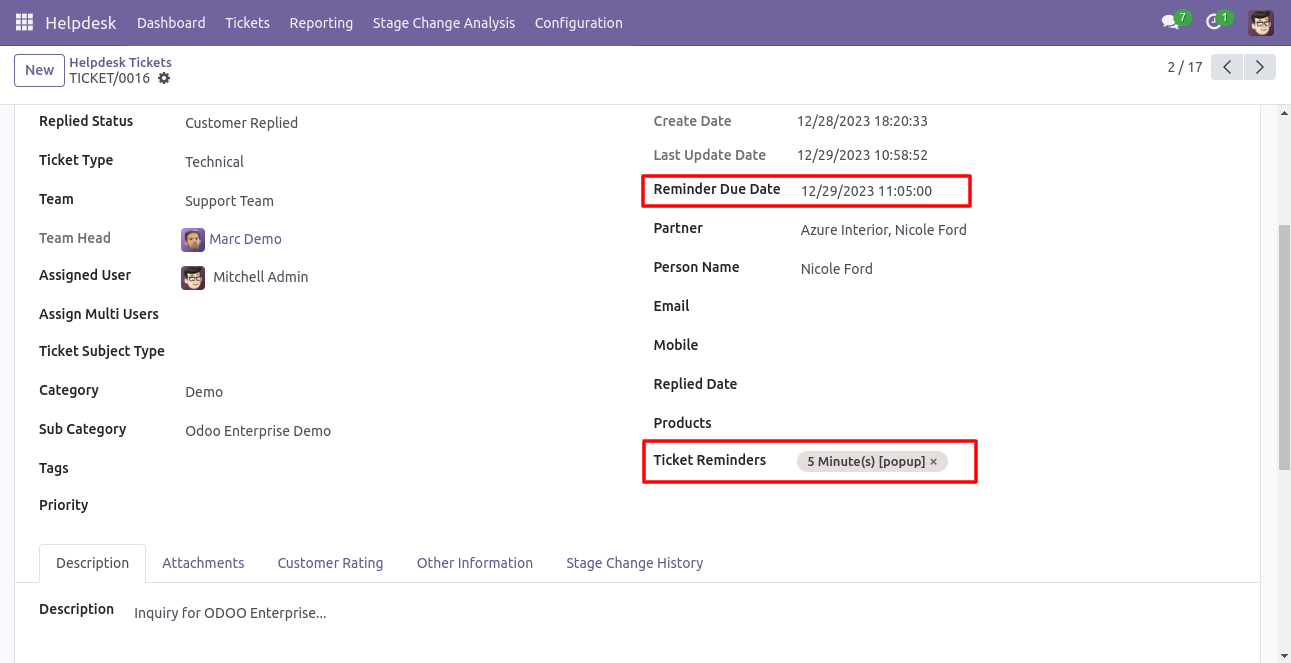 Helpdesk Dashboard Tickets Reporting Stage Change Analysis Configuration 7 1
New Helpdesk Tickets
TICKET/0016
2 / 17
Replied Status Customer Replied
Ticket Type Technical
Team Support Team
Team Head Marc Demo
Assigned User Mitchell Admin
Assign Multi Users
Ticket Subject Type
Category Demo
Sub Category Odoo Enterprise Demo
Tags
Priority
Create Date 12/28/2023 18:20:33
Last Update Date 12/29/2023 10:58:52
Reminder Due Date 12/29/2023 11:05:00
Partner Azure Interior, Nicole Ford
Person Name Nicole Ford
Email
Mobile
Replied Date
Products
Ticket Reminders 5 Minute(s) [popup] ×
Description Attachments Customer Rating Other Information Stage Change History
Description Inquiry for ODOO Enterprise...